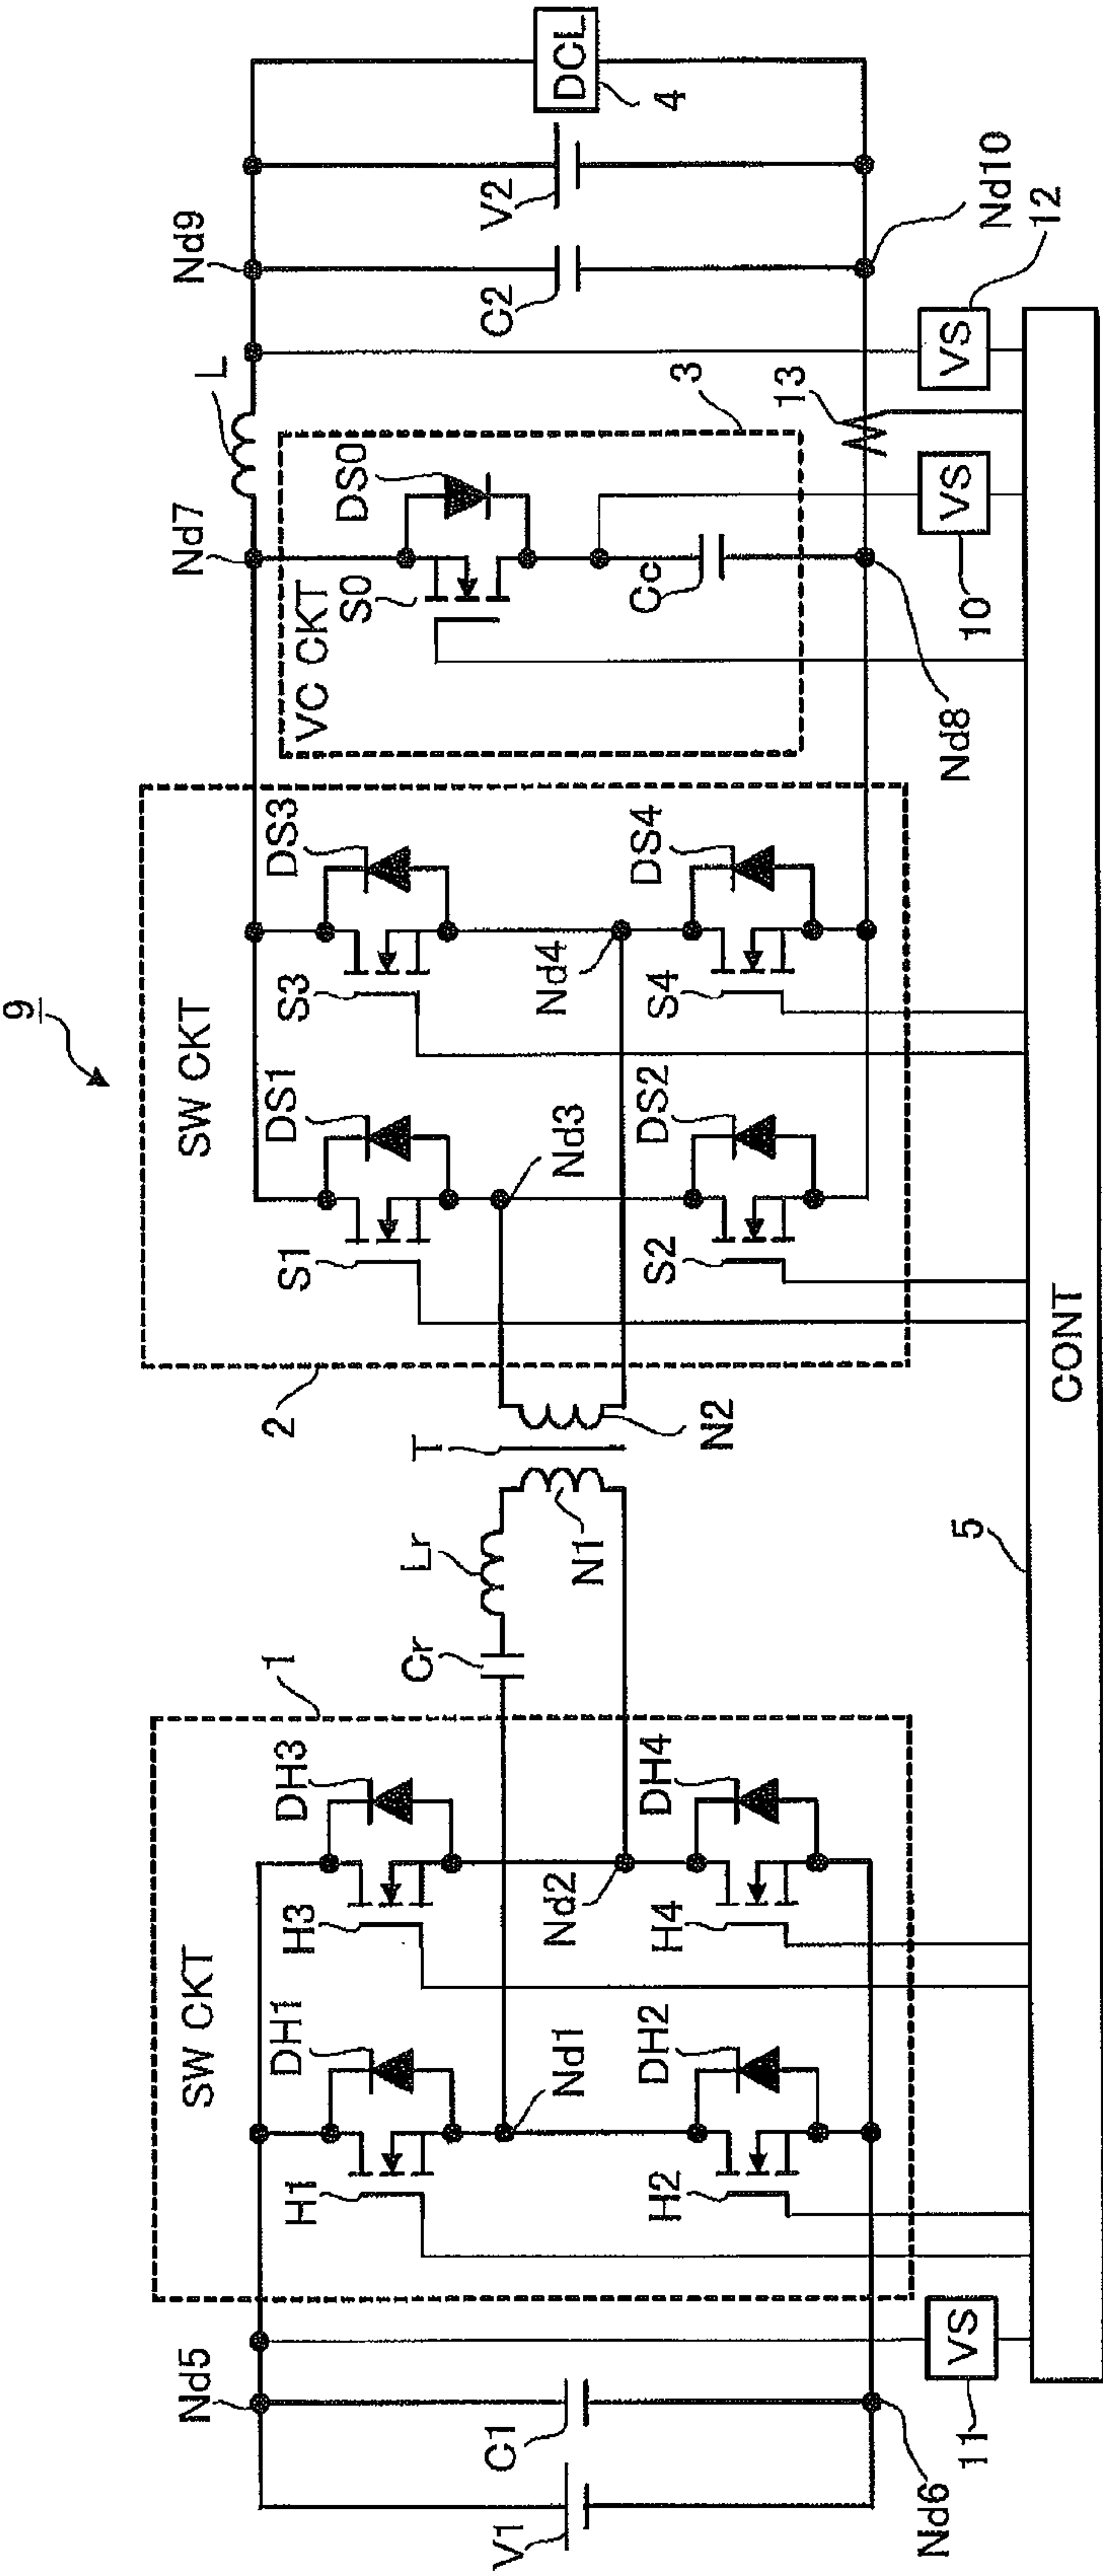 9
SW CKT
1
H1
DH1
H3
DH3
H2
DH2
H4
DH4
Nd1
Nd2
Nd5
Nd6
V1
C1
VS
11
Cr
Lr
T
N1
N2
SW CKT
2
S1
DS1
S3
DS3
S2
DS2
S4
DS4
Nd3
Nd4
VC CKT
3
S0
DS0
Cc
Nd7
Nd8
L
Nd9
Nd10
C2
V2
DCL
4
VS
10
13
VS
12
CONT
5